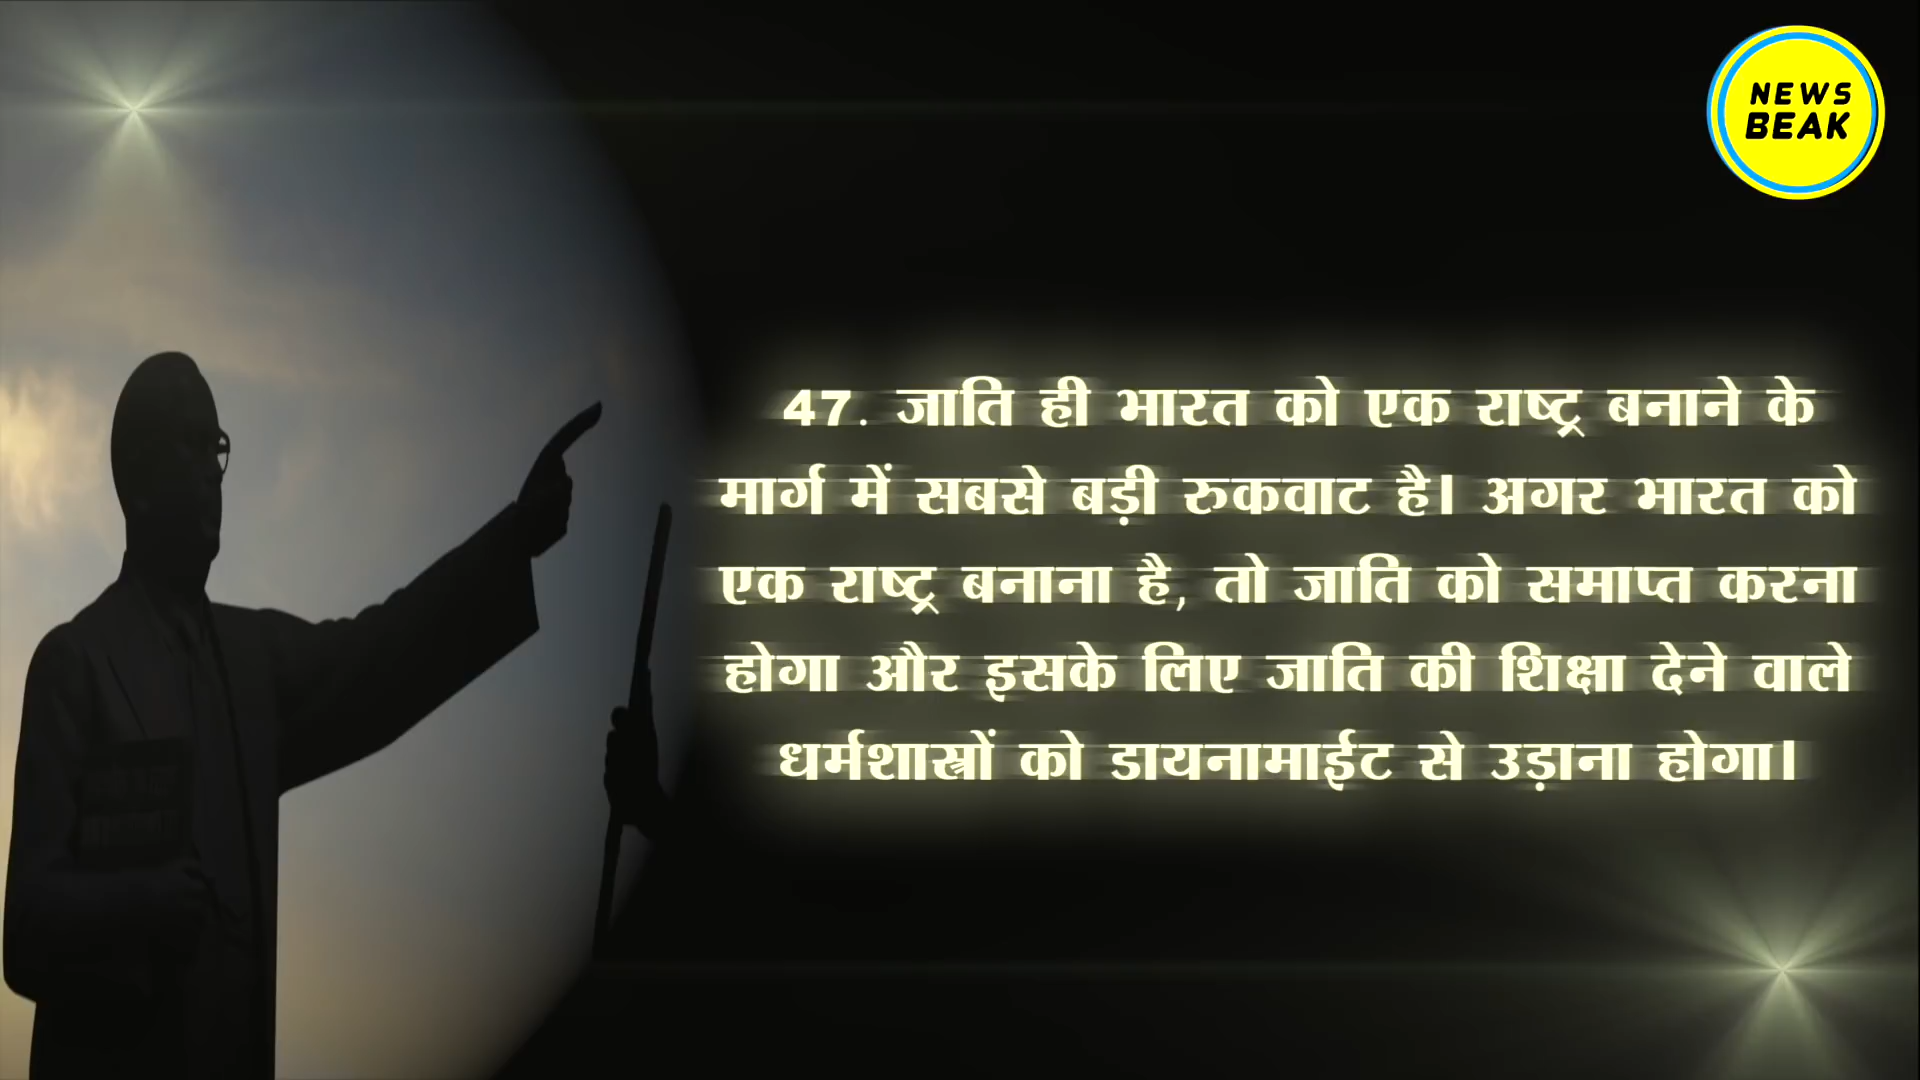 NEWS
BEAK
47. जाति ही भारत को एक राष्ट्र बनाने के
मार्ग में सबसे बड़ी रुकवाट है। अगर भारत को
एक राष्ट्र बनाना है, तो जाति को समाप्त करना
होगा और इसके लिए जाति की शिक्षा देने वाले
धर्मशास्त्रों को डायनामाईट से उड़ाना होगा।